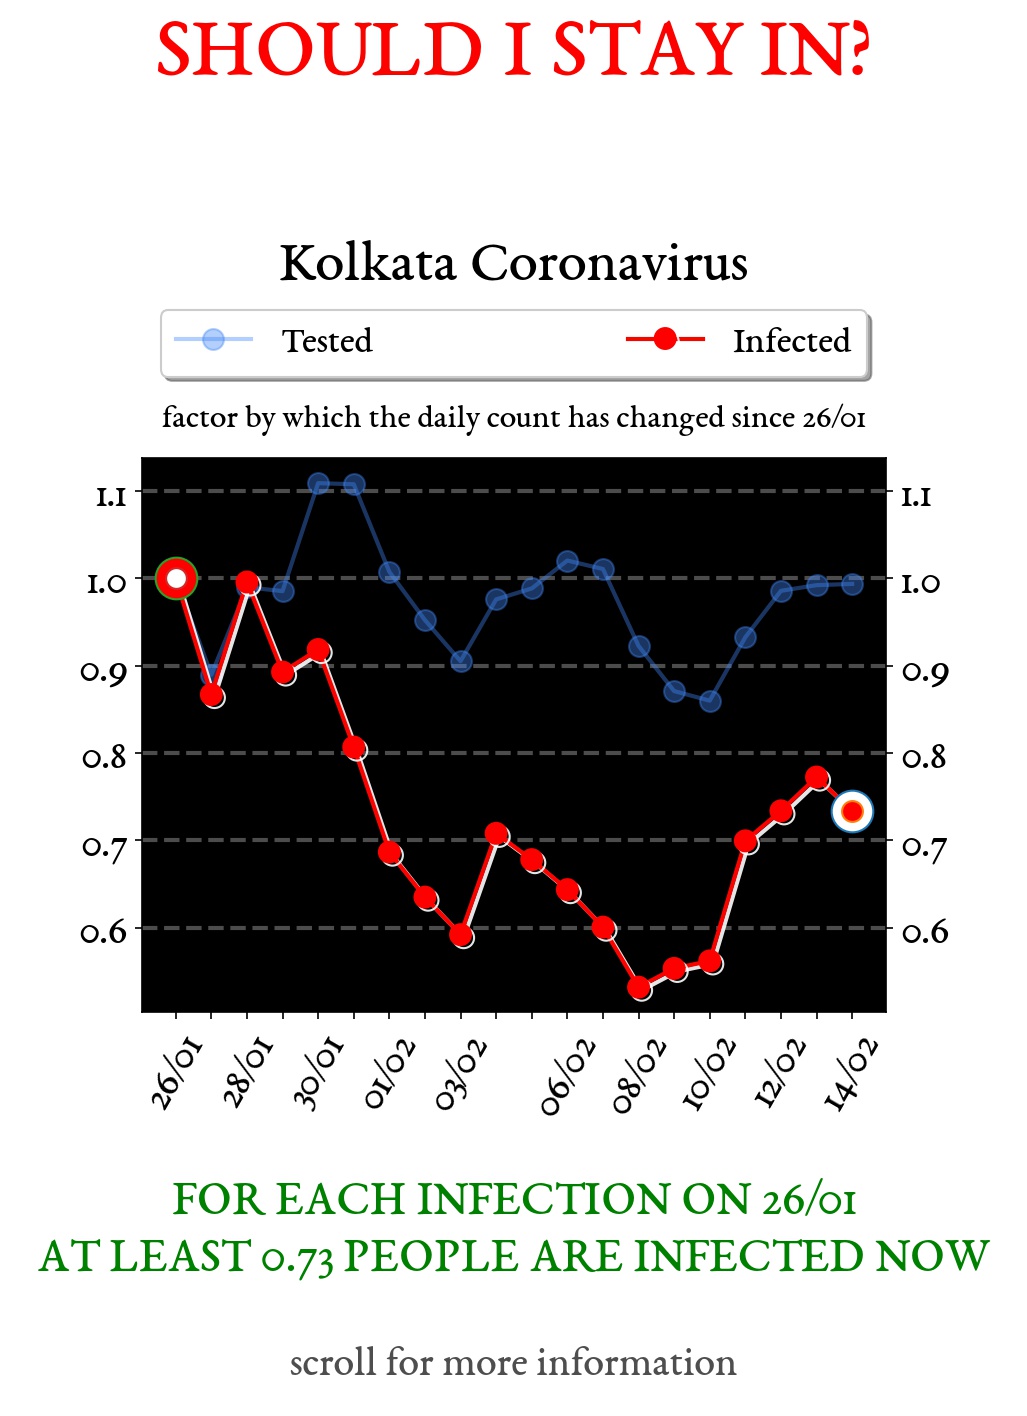 SHOULD I STAY IN?
Kolkata Coronavirus
Tested Infected
factor by which the daily count has changed since 26/01
1.1 1.1
1.0 1.0
0.9 0.9
0.8 0.8
0.7 0.7
0.6 0.6
26/01 28/01 30/01 01/02 03/02 06/02 08/02 10/02 12/02 14/02
FOR EACH INFECTION ON 26/01
AT LEAST 0.73 PEOPLE ARE INFECTED NOW
scroll for more information